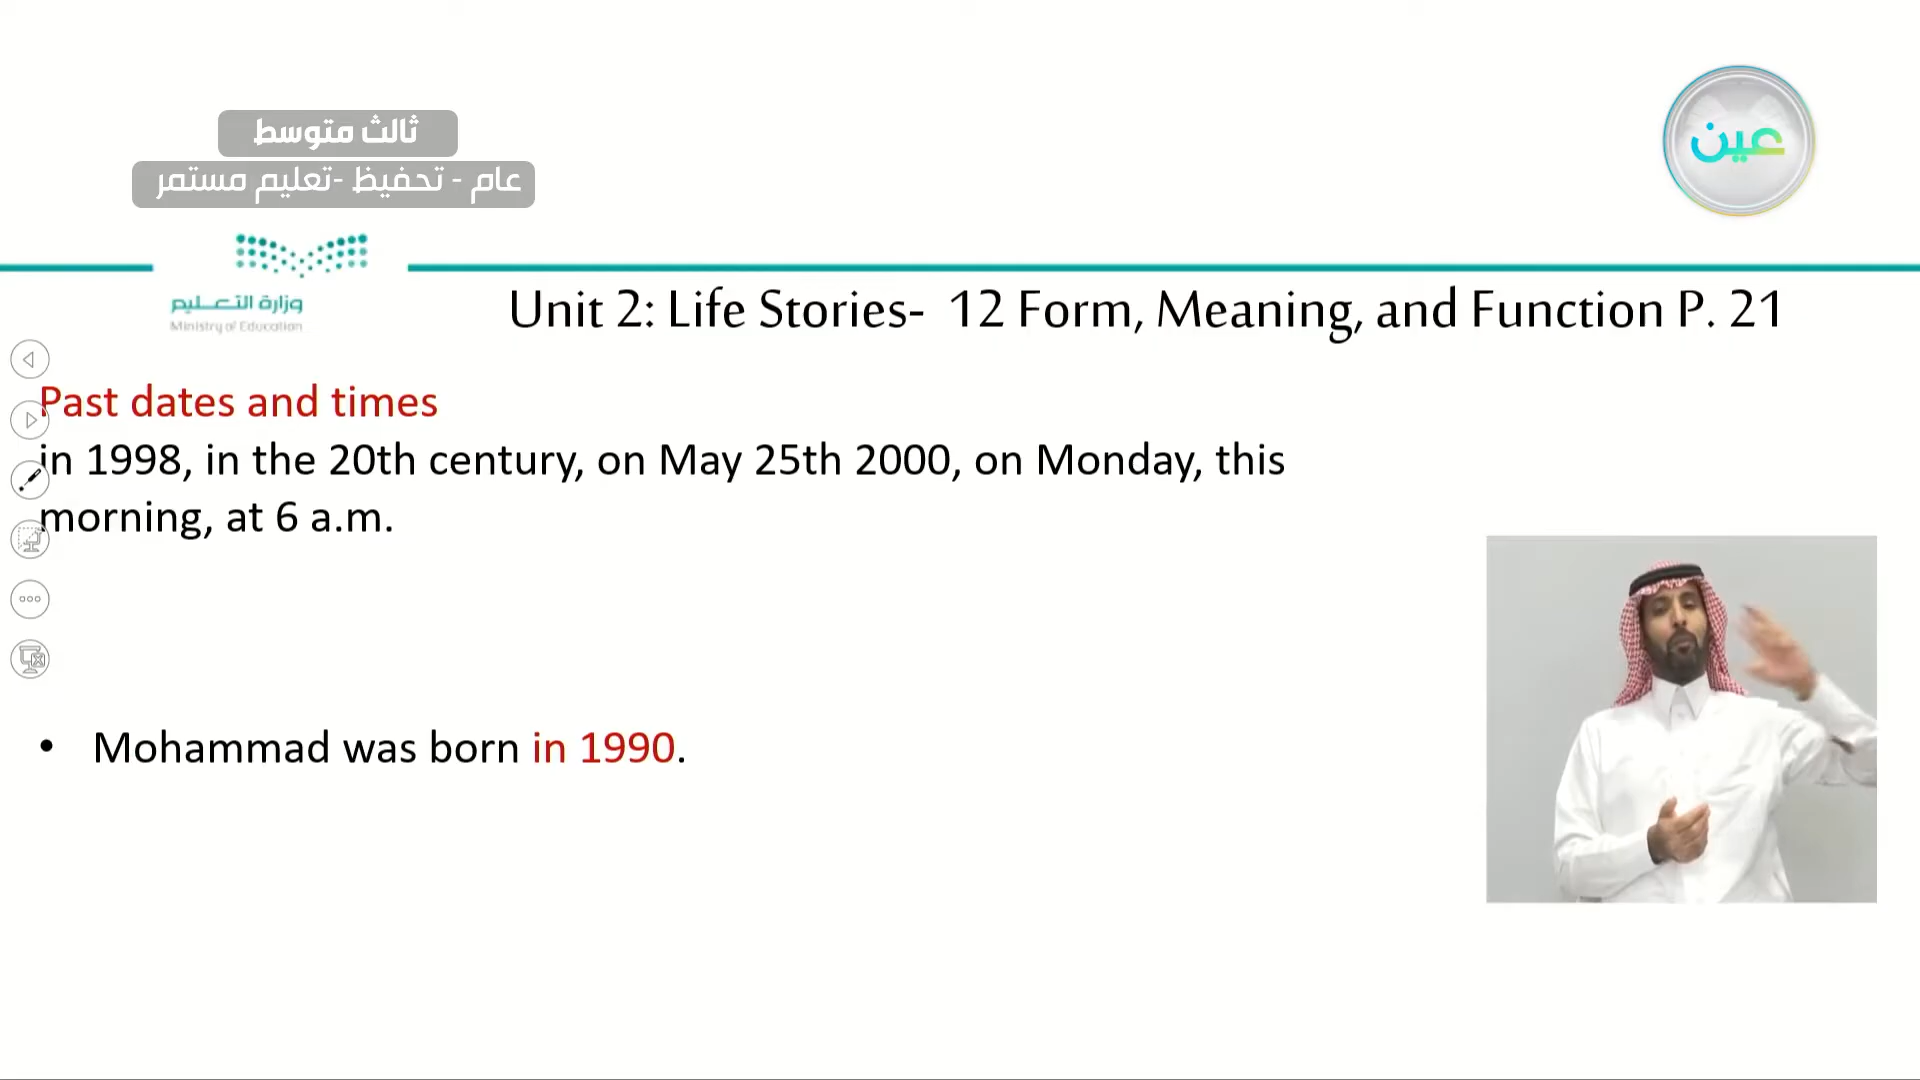 ثالث متوسط
عام - تحفيظ -تعليم مستمر
عين
وزارة التعليم
Ministry of Education
Unit 2: Life Stories- 12 Form, Meaning, and Function P. 21
Past dates and times
in 1998, in the 20th century, on May 25th 2000, on Monday, this
morning, at 6 a.m.
• Mohammad was born in 1990.